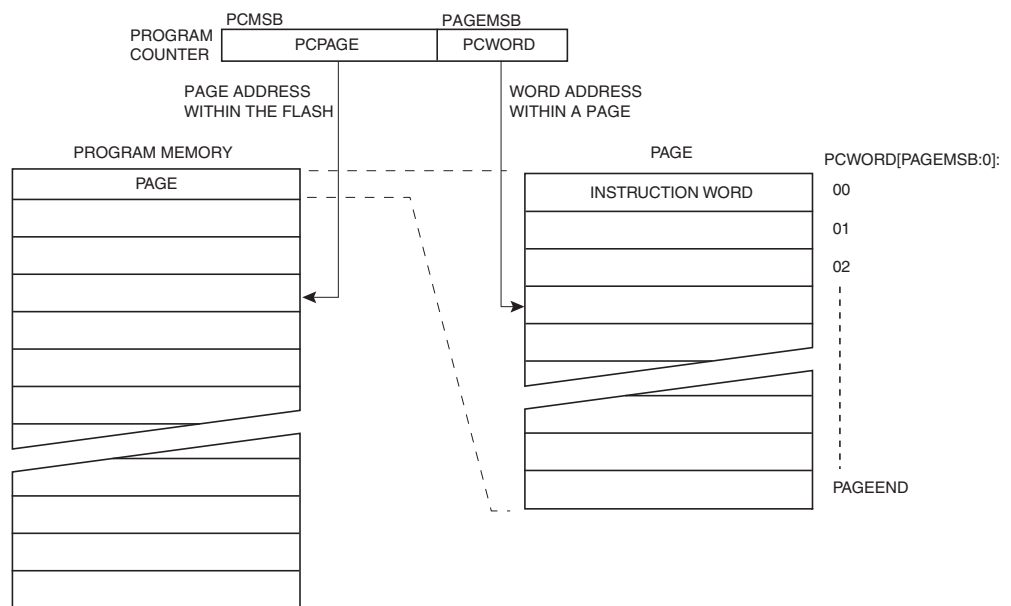 PCMSB PAGEMSB
PROGRAM
COUNTER
PCPAGE PCWORD
PAGE ADDRESS
WITHIN THE FLASH
WORD ADDRESS
WITHIN A PAGE
PROGRAM MEMORY
PAGE
PAGE
INSTRUCTION WORD
PCWORD[PAGEMSB:0]:
00
01
02
PAGEEND